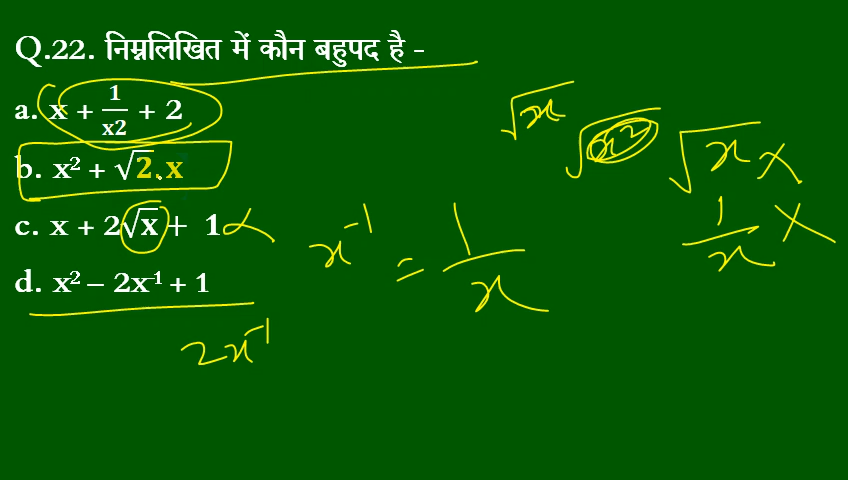 Q.22. निम्नलिखित में कौन बहुपद है -
a. x + 1/x2 + 2
b. x² + √2.x
c. x + 2√x + 1
d. x² – 2x⁻¹ + 1
√x
√x²
√x ×
1/x ×
x⁻¹ = 1/x
2x⁻¹